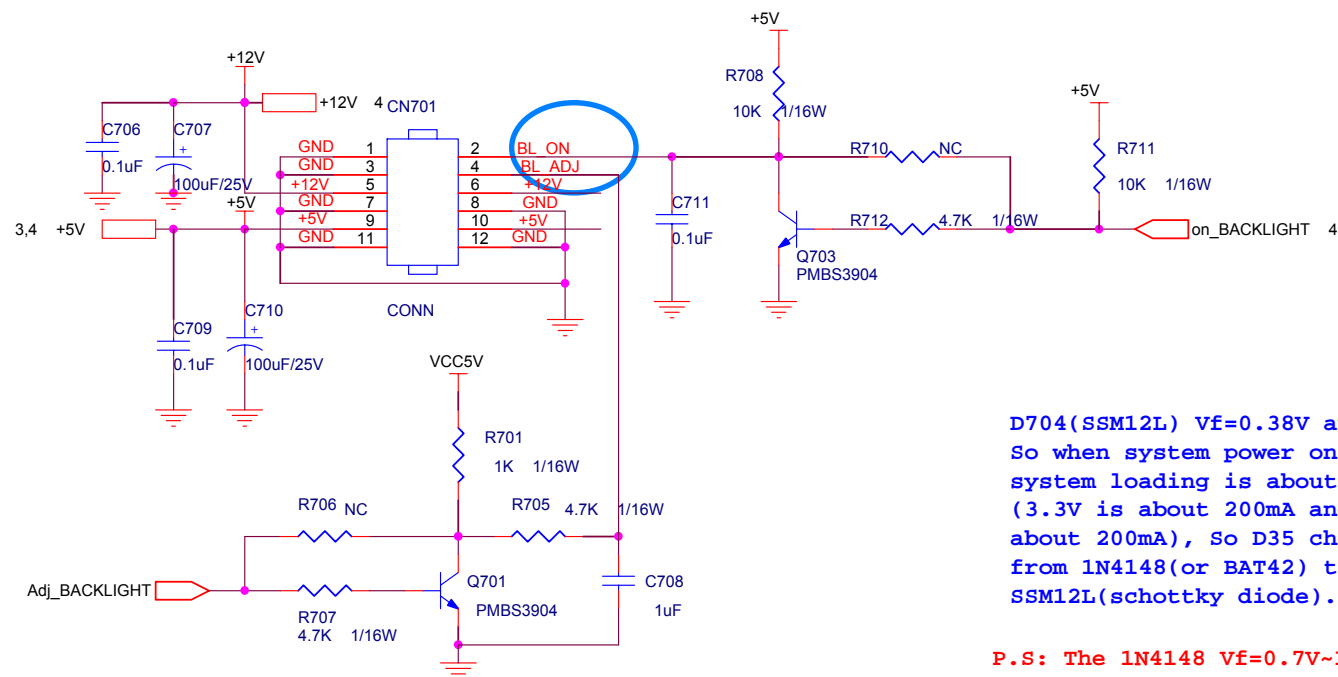 +5V
+12V
R708
10K 1/16W
+5V
+12V 4
CN701
C706
0.1uF
C707
+
100uF/25V
GND 1
GND 3
+12V 5
GND 7
+5V 9
GND 11
2 BL_ON
4 BL_ADJ
6 +12V
8 GND
10 +5V
12 GND
R710 NC
R711
10K 1/16W
C711
0.1uF
R712 4.7K 1/16W
Q703
PMBS3904
on_BACKLIGHT 4
3,4 +5V
+5V
C709
0.1uF
C710
+
100uF/25V
CONN
VCC5V
R701
1K 1/16W
R706 NC
R705 4.7K 1/16W
Adj_BACKLIGHT
R707
4.7K 1/16W
Q701
PMBS3904
C708
1uF
D704(SSM12L) Vf=0.38V a
So when system power on
system loading is about
(3.3V is about 200mA an
about 200mA), So D35 ch
from 1N4148(or BAT42) t
SSM12L(schottky diode).
P.S: The 1N4148 Vf=0.7V~